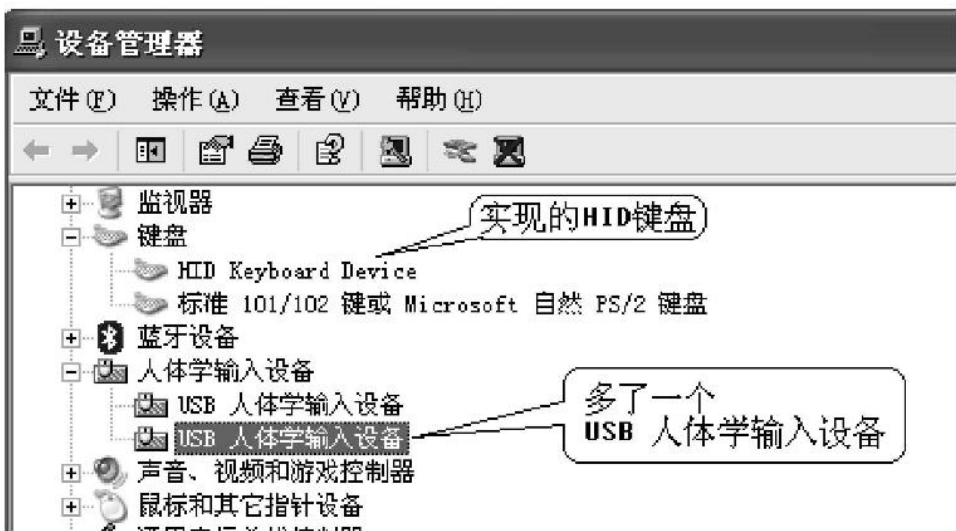 设备管理器
文件(F) 操作(A) 查看(V) 帮助(H)
监视器
实现的HID键盘
键盘
HID Keyboard Device
标准 101/102 键或 Microsoft 自然 PS/2 键盘
蓝牙设备
人体学输入设备
USB 人体学输入设备
多了一个
USB 人体学输入设备
USB 人体学输入设备
声音、视频和游戏控制器
鼠标和其它指针设备